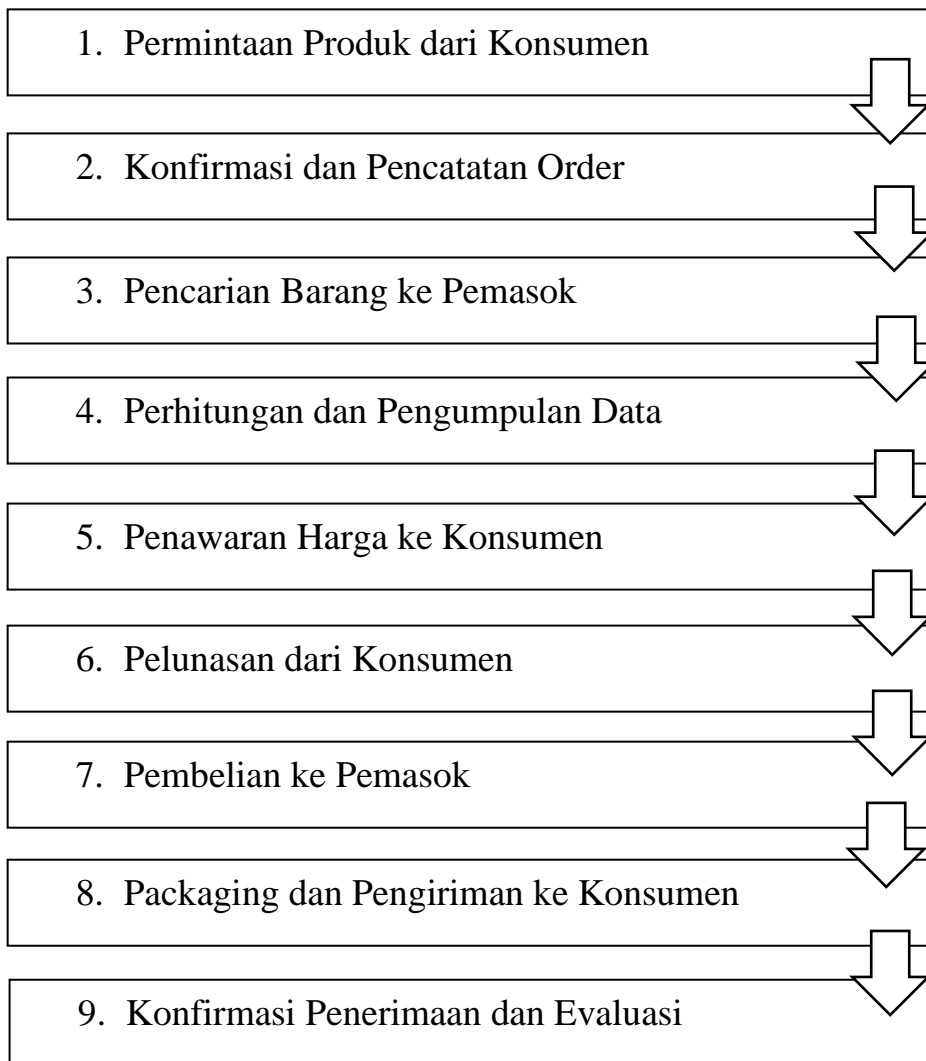 1. Permintaan Produk dari Konsumen
2. Konfirmasi dan Pencatatan Order
3. Pencarian Barang ke Pemasok
4. Perhitungan dan Pengumpulan Data
5. Penawaran Harga ke Konsumen
6. Pelunasan dari Konsumen
7. Pembelian ke Pemasok
8. Packaging dan Pengiriman ke Konsumen
9. Konfirmasi Penerimaan dan Evaluasi